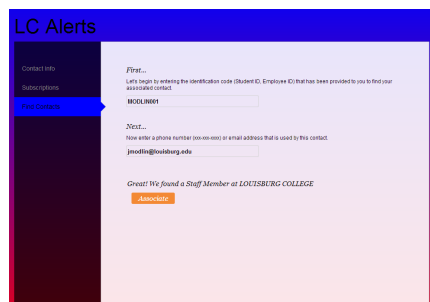 LC Alerts
Contact Info
Subscriptions
First...
Let's begin by entering the identification code (Student ID, Employee ID) that has been provided to you to find your
associated contact.
MODLIN001
Next...
Now enter a phone number (xxx-xxx-xxxx) or email address that is used by this contact.
jmodlin@louisburg.edu
Great! We found a Staff Member at LOUISBURG COLLEGE
Associate